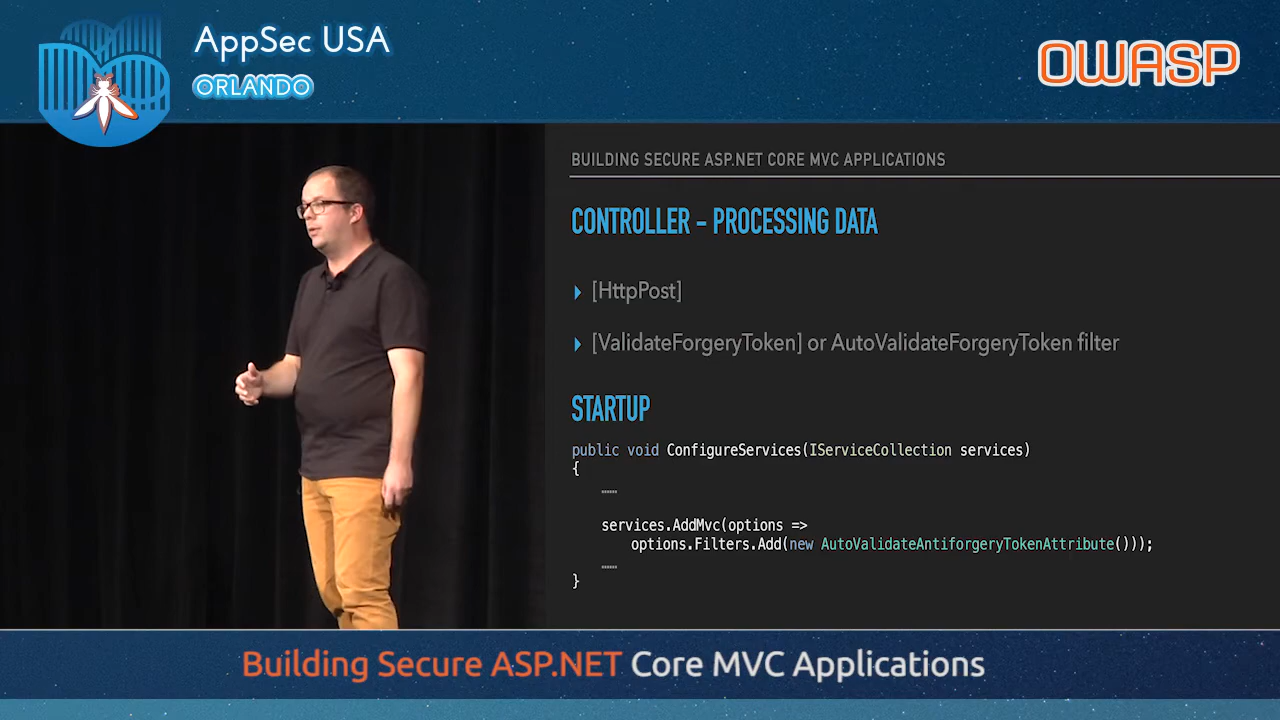 AppSec USA
ORLANDO
OWASP
BUILDING SECURE ASP.NET CORE MVC APPLICATIONS
CONTROLLER - PROCESSING DATA
[HttpPost]
[ValidateForgeryToken] or AutoValidateForgeryToken filter
STARTUP
public void ConfigureServices(IServiceCollection services)
{
……
services.AddMvc(options =>
options.Filters.Add(new AutoValidateAntiforgeryTokenAttribute()));
……
}
Building Secure ASP.NET Core MVC Applications